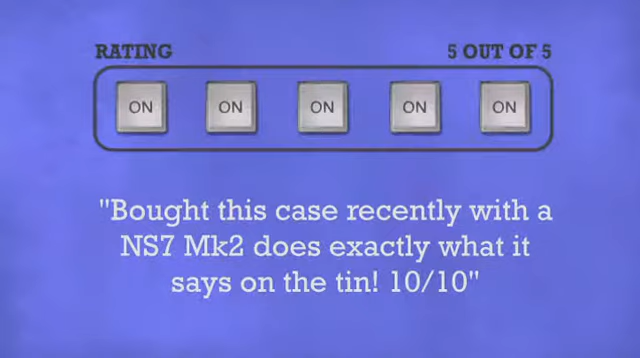 RATING 5 OUT OF 5
ON ON ON ON ON
"Bought this case recently with a
NS7 Mk2 does exactly what it
says on the tin! 10/10"